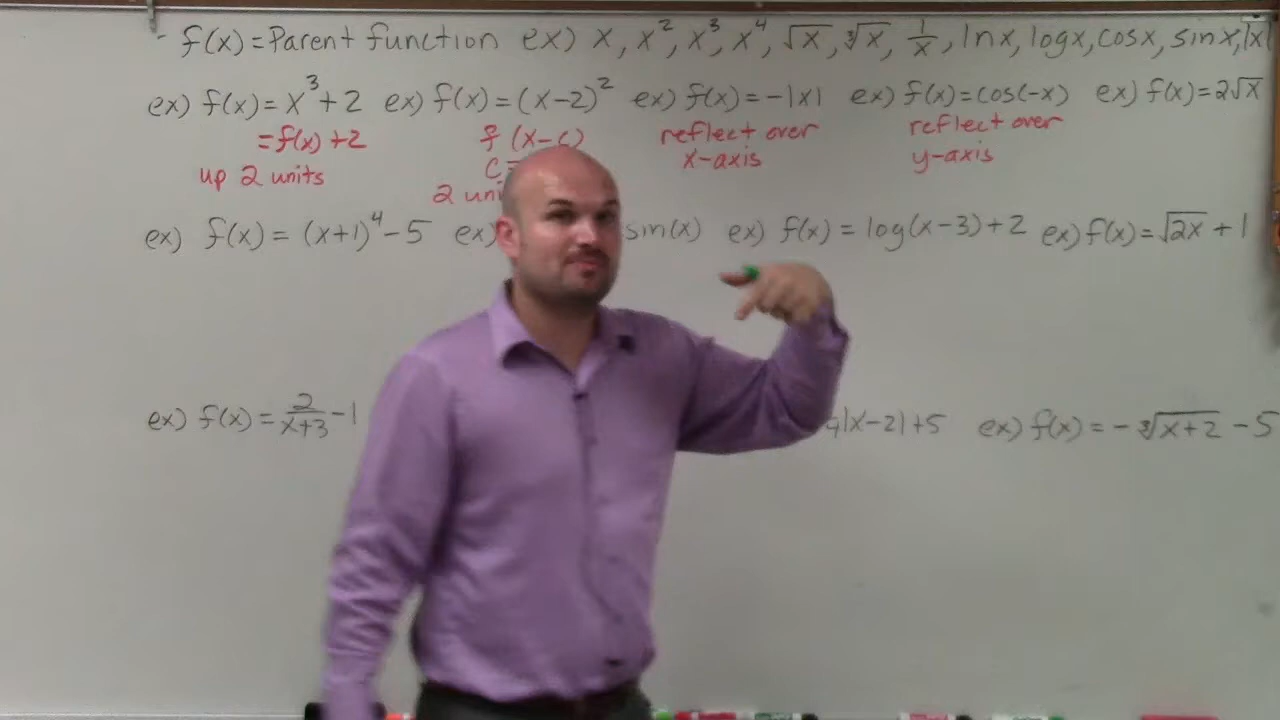 - f(x) = Parent function ex) x, x², x³, x⁴, √x, ∛x, 1/x, ln x, log x, cos x, sin x, |x|
ex) f(x) = x³ + 2 ex) f(x) = (x-2)² ex) f(x) = -|x| ex) f(x) = cos(-x) ex) f(x) = 2√x
= f(x) + 2 f (x-c) reflect over reflect over
up 2 units c = x-axis y-axis
2 uni
ex) f(x) = (x+1)⁴ - 5 ex) sin(x) ex) f(x) = log(x-3) + 2 ex) f(x) = √2x + 1
ex) f(x) = 2/(x+3) - 1 |x-2| + 5 ex) f(x) = - ∛x+2 - 5